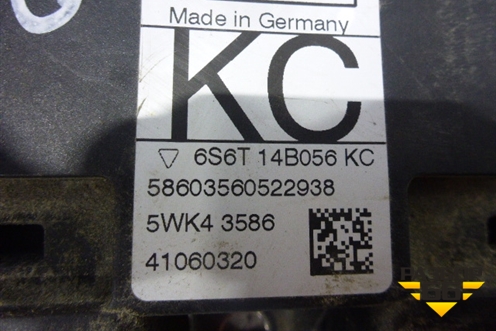 Made in Germany
KC
6S6T 14B056 KC
58603560522938
5WK4 3586
41060320